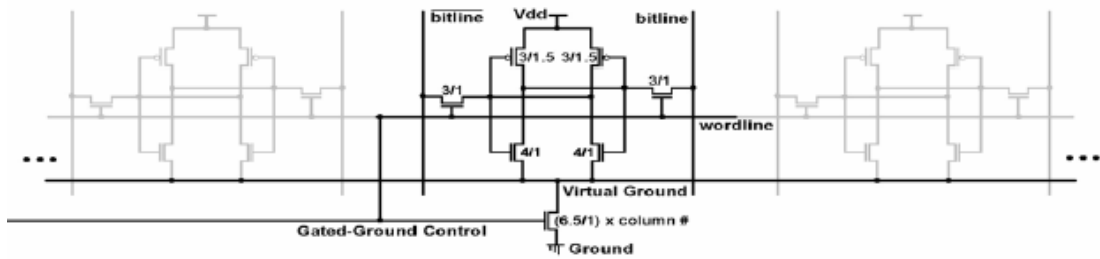 bitline Vdd bitline
3/1.5 3/1.5
3/1 3/1
wordline
4/1 4/1
... ...
Virtual Ground
(6.5/1) x column #
Gated-Ground Control
Ground